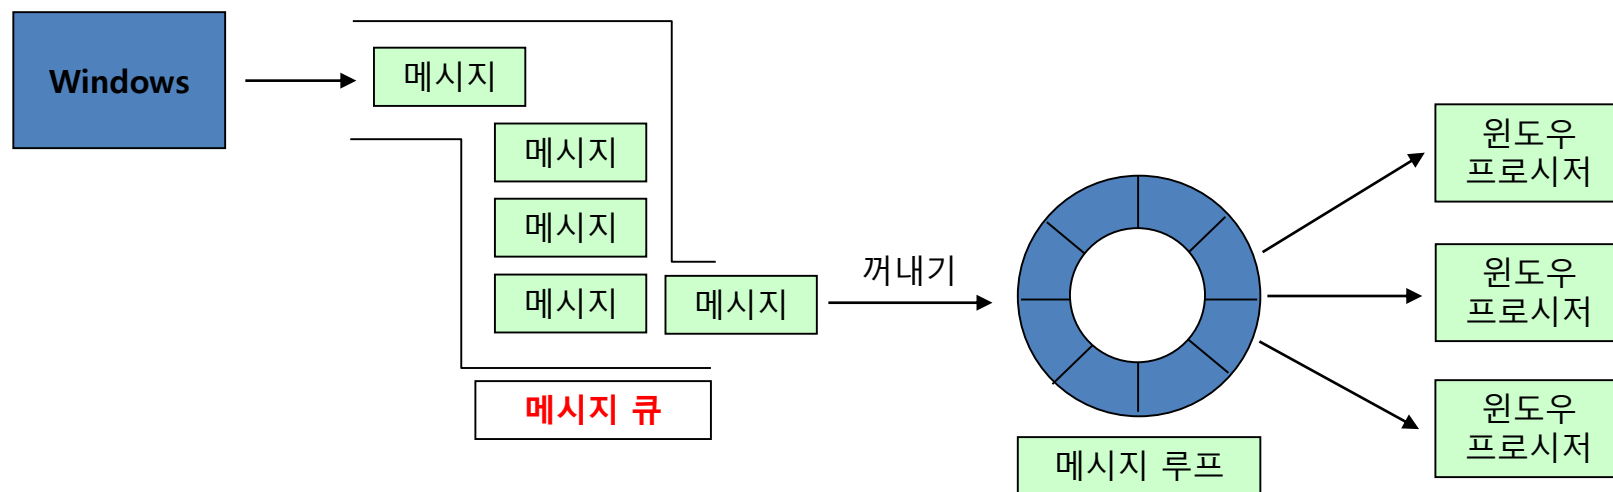 Windows
메시지
메시지
메시지
메시지
메시지
메시지 큐
꺼내기
메시지 루프
윈도우
프로시저
윈도우
프로시저
윈도우
프로시저